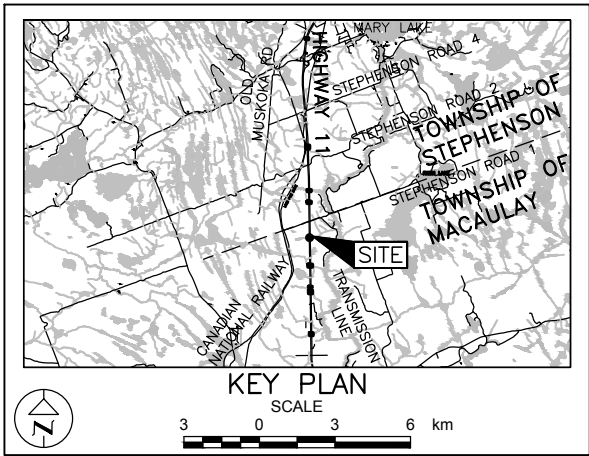 MARY LAKE
STEPHENSON ROAD 4
OLD
MUSKOKA RD
HIGHWAY 11
STEPHENSON ROAD 2
TOWNSHIP OF
STEPHENSON
STEPHENSON ROAD 1
TOWNSHIP OF
MACAULAY
SITE
CANADIAN
NATIONAL RAILWAY
TRANSMISSION
LINE
KEY PLAN
SCALE
N
3 0 3 6 km